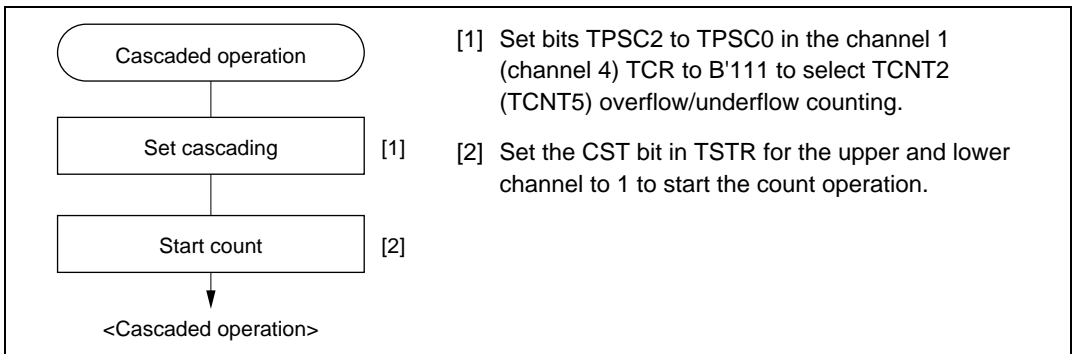 Cascaded operation
Set cascading [1]
Start count [2]
<Cascaded operation>
[1] Set bits TPSC2 to TPSC0 in the channel 1
(channel 4) TCR to B'111 to select TCNT2
(TCNT5) overflow/underflow counting.
[2] Set the CST bit in TSTR for the upper and lower
channel to 1 to start the count operation.